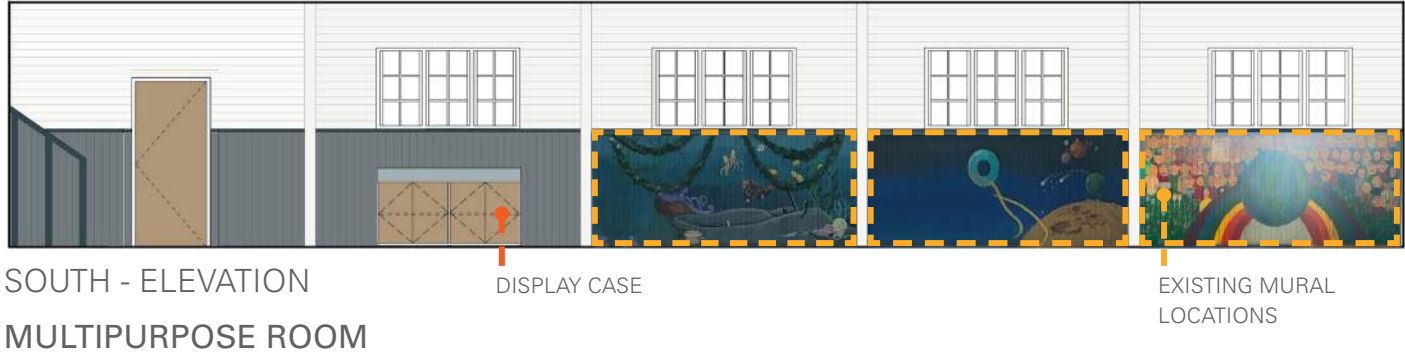 SOUTH - ELEVATION
DISPLAY CASE
EXISTING MURAL
LOCATIONS
MULTIPURPOSE ROOM